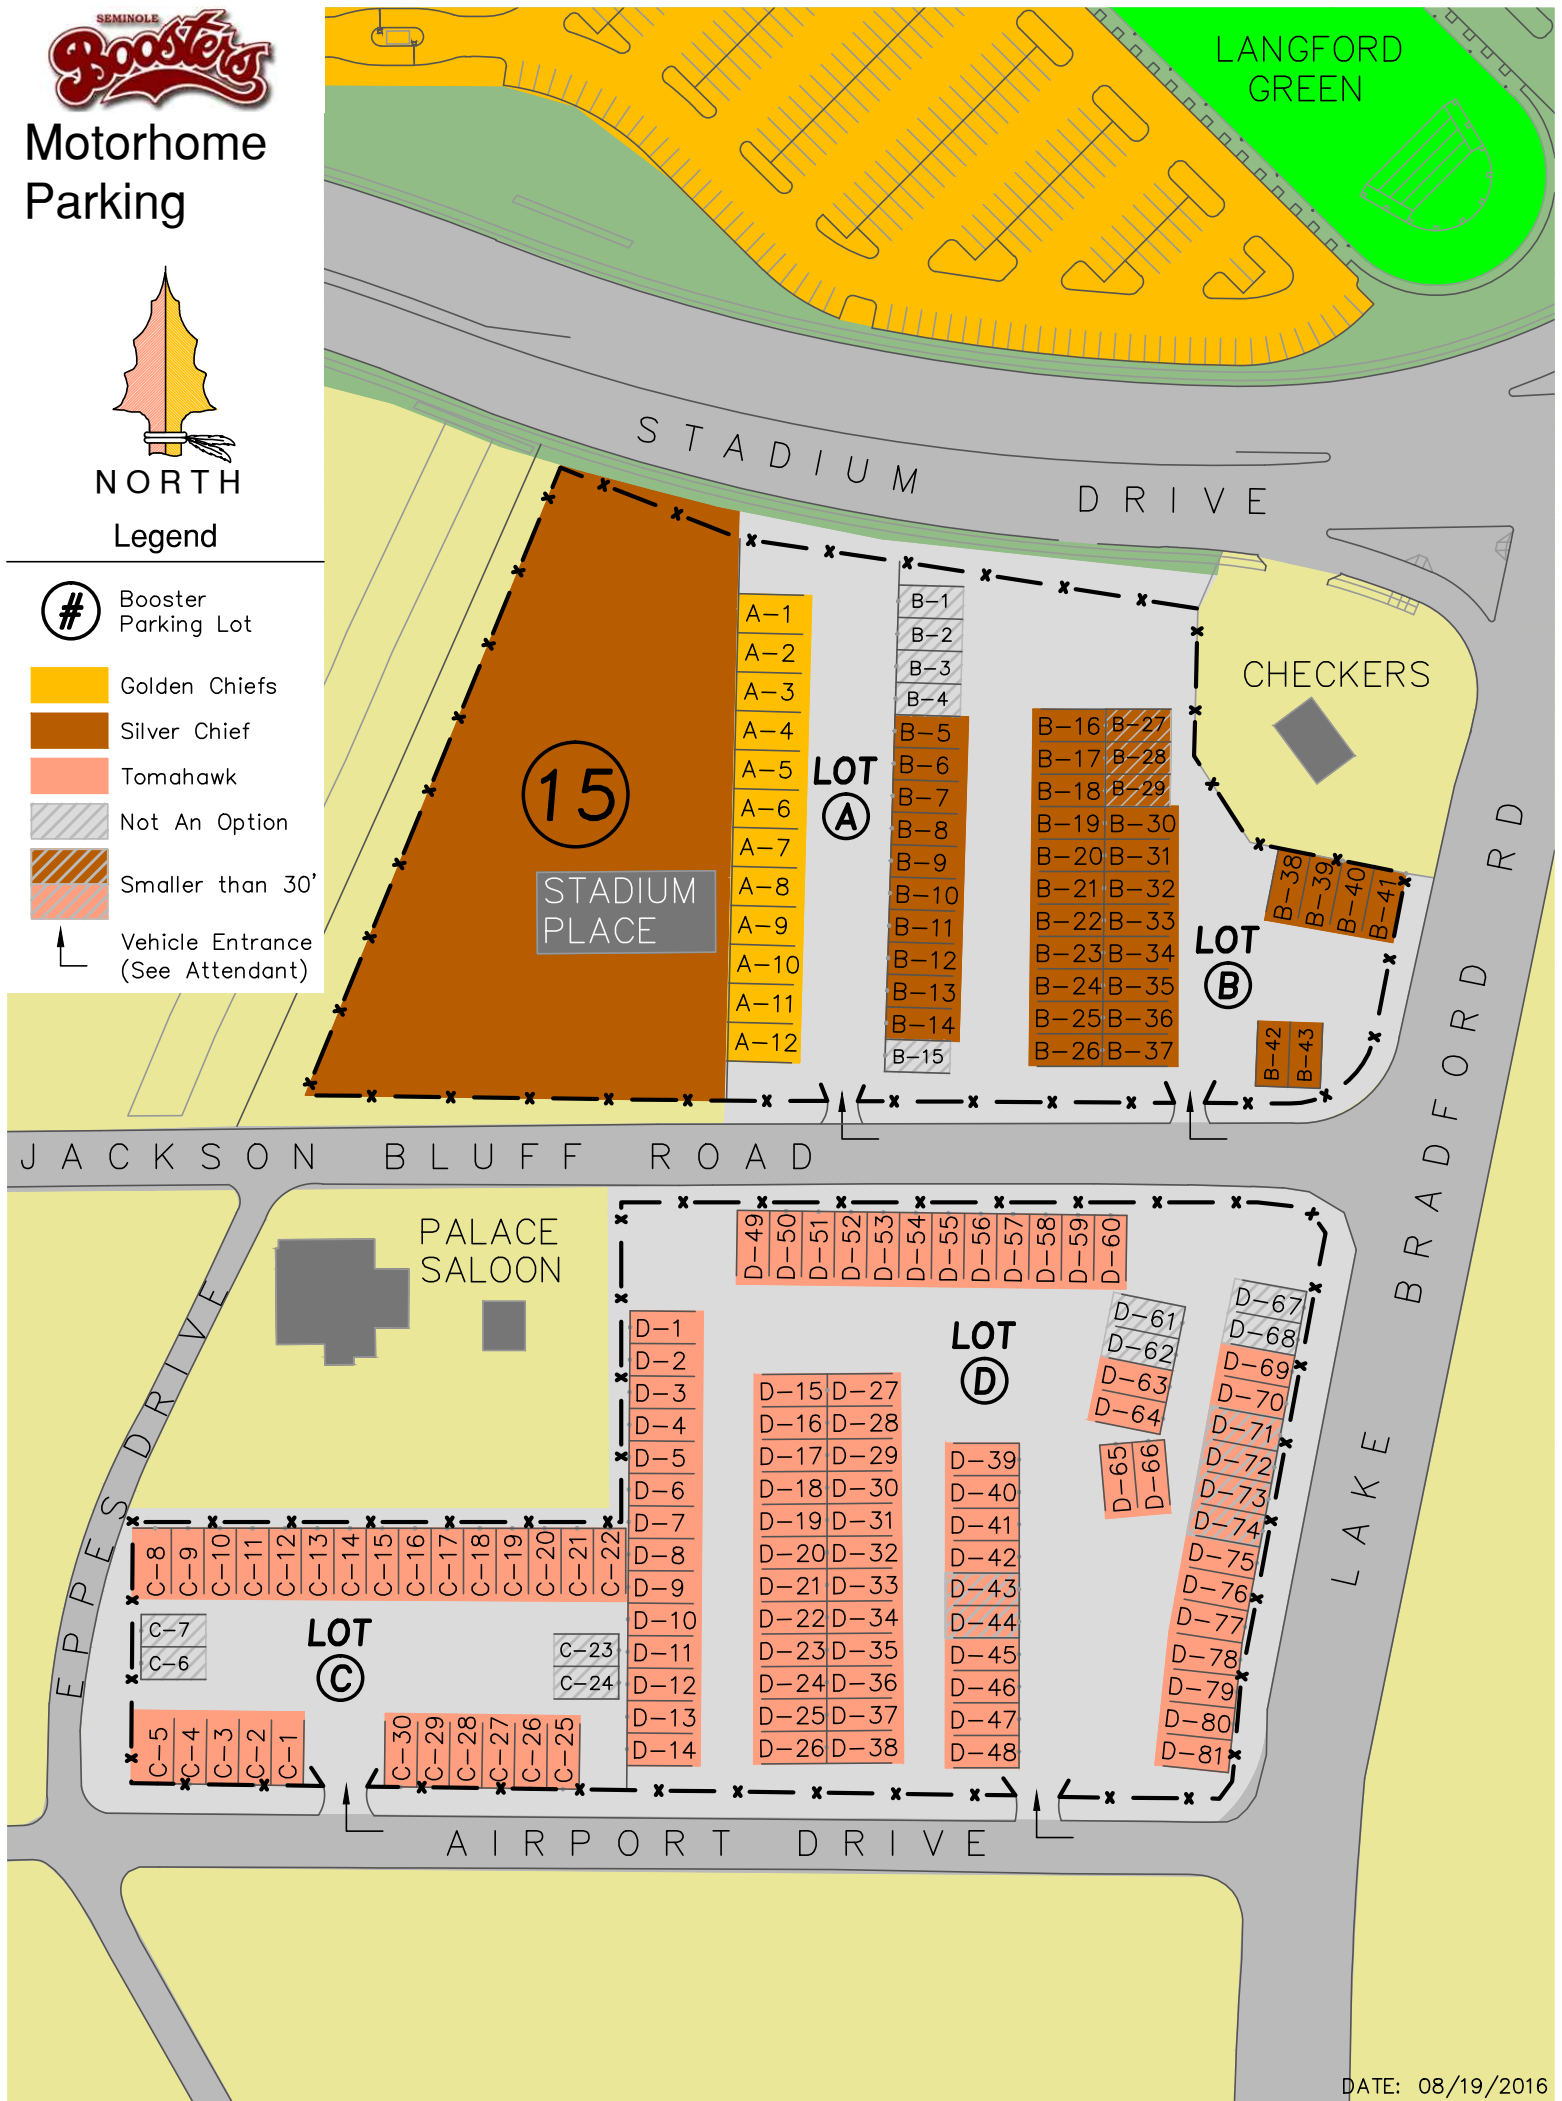 SEMINOLE
Boosters
Motorhome
Parking
NORTH
Legend
#
Booster
Parking Lot
Golden Chiefs
Silver Chief
Tomahawk
Not An Option
Smaller than 30'
Vehicle Entrance
(See Attendant)
LANGFORD
GREEN
STADIUM DRIVE
CHECKERS
15
STADIUM
PLACE
A-1
A-2
A-3
A-4
A-5
A-6
A-7
A-8
A-9
A-10
A-11
A-12
LOT
A
B-1
B-2
B-3
B-4
B-5
B-6
B-7
B-8
B-9
B-10
B-11
B-12
B-13
B-14
B-15
B-16 B-27
B-17 B-28
B-18 B-29
B-19 B-30
B-20 B-31
B-21 B-32
B-22 B-33
B-23 B-34
B-24 B-35
B-25 B-36
B-26 B-37
LOT
B
B-38
B-39
B-40
B-41
B-42
B-43
JACKSON BLUFF ROAD
LAKE BRADFORD RD
PALACE
SALOON
EPPES DRIVE
D-49
D-50
D-51
D-52
D-53
D-54
D-55
D-56
D-57
D-58
D-59
D-60
D-1
D-2
D-3
D-4
D-5
D-6
D-7
D-8
D-9
D-10
D-11
D-12
D-13
D-14
D-15 D-27
D-16 D-28
D-17 D-29
D-18 D-30
D-19 D-31
D-20 D-32
D-21 D-33
D-22 D-34
D-23 D-35
D-24 D-36
D-25 D-37
D-26 D-38
LOT
D
D-39
D-40
D-41
D-42
D-43
D-44
D-45
D-46
D-47
D-48
D-61
D-62
D-63
D-64
D-65
D-66
D-67
D-68
D-69
D-70
D-71
D-72
D-73
D-74
D-75
D-76
D-77
D-78
D-79
D-80
D-81
C-8
C-9
C-10
C-11
C-12
C-13
C-14
C-15
C-16
C-17
C-18
C-19
C-20
C-21
C-22
C-7
C-6
LOT
C
C-23
C-24
C-5
C-4
C-3
C-2
C-1
C-30
C-29
C-28
C-27
C-26
C-25
AIRPORT DRIVE
DATE: 08/19/2016